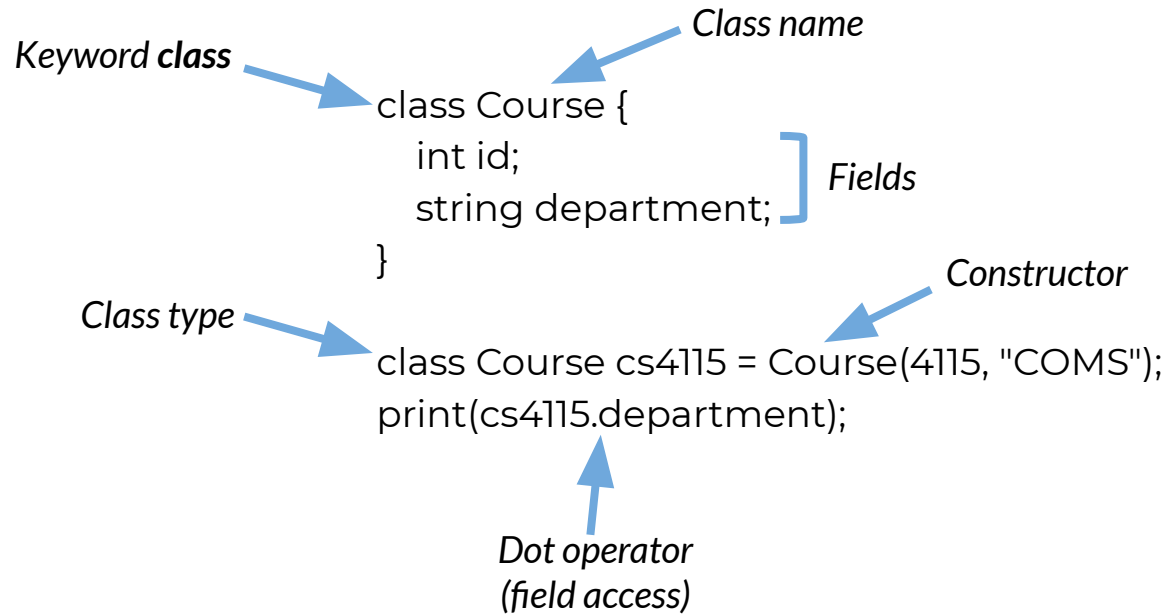 Class name
Keyword class
class Course {
int id;
string department;
Fields
}
Constructor
Class type
class Course cs4115 = Course(4115, "COMS");
print(cs4115.department);
Dot operator
(field access)